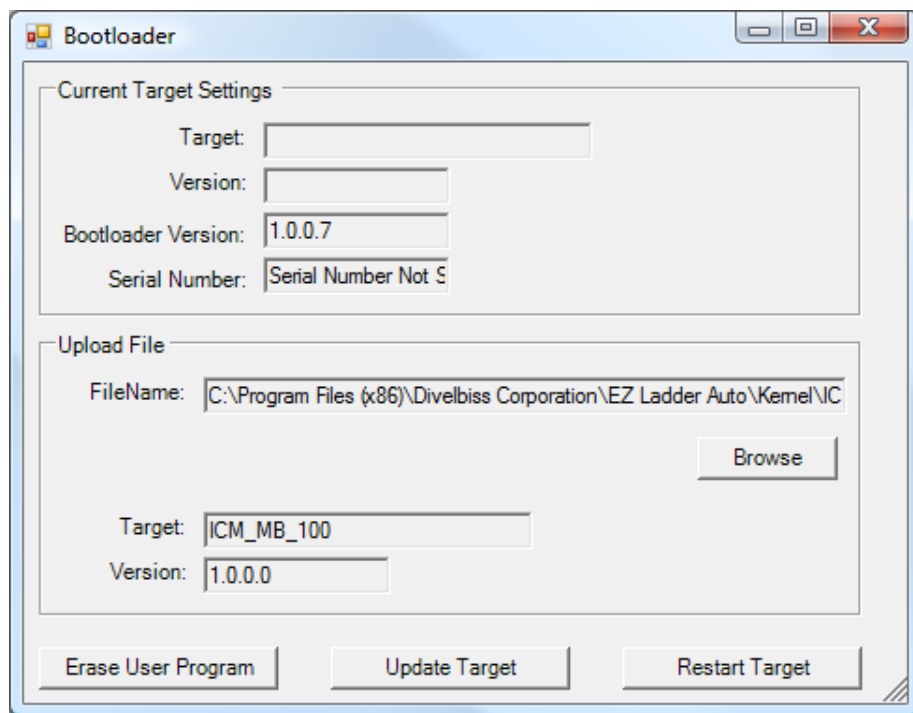 Bootloader
Current Target Settings
Target:
Version:
Bootloader Version: 1.0.0.7
Serial Number: Serial Number Not S
Upload File
FileName: C:\Program Files (x86)\Divelbiss Corporation\EZ Ladder Auto\Kernel\IC
Browse
Target: ICM_MB_100
Version: 1.0.0.0
Erase User Program Update Target Restart Target